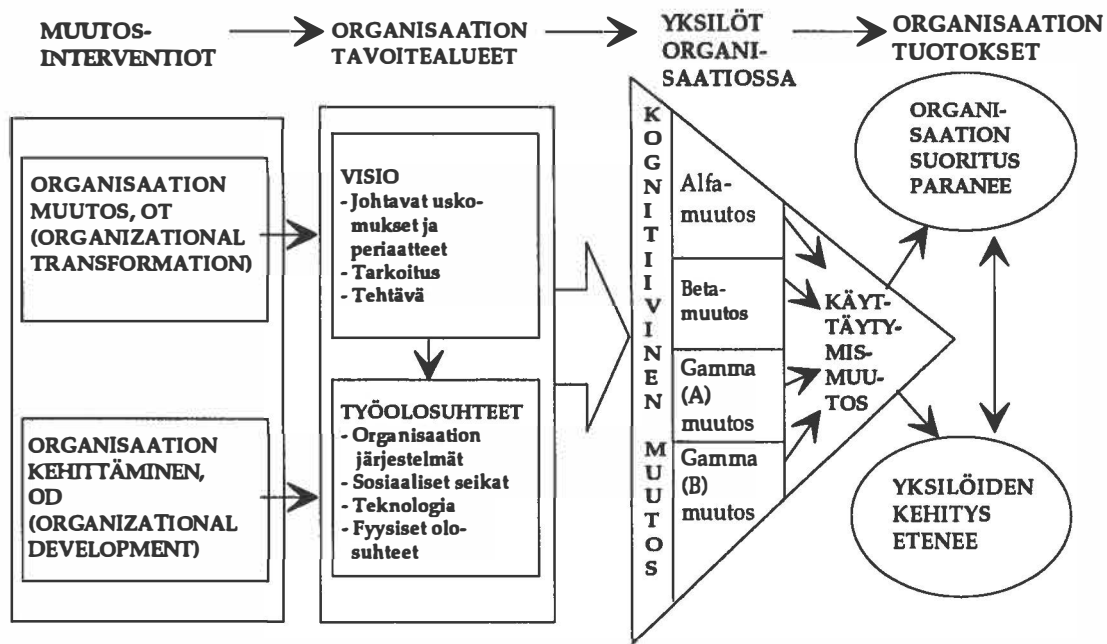 MUUTOS-
INTERVENTIOT
ORGANISAATION
TAVOITEALUEET
YKSILÖT
ORGANI-
SAATIOSSA
ORGANISAATION
TUOTOKSET
ORGANISAATION
MUUTOS, OT
(ORGANIZATIONAL
TRANSFORMATION)
ORGANISAATION
KEHITTÄMINEN,
OD
(ORGANIZATIONAL
DEVELOPMENT)
VISIO
- Johtavat usko-
mukset ja
periaatteet
- Tarkoitus
- Tehtävä
TYÖOLOSUHTEET
- Organisaation
järjestelmät
- Sosiaaliset seikat
- Teknologia
- Fyysiset olo-
suhteet
KOGNITIIVINEN MUUTOS
Alfa-
muutos
Beta-
muutos
Gamma
(A)
muutos
Gamma
(B)
muutos
KÄYT-
TÄYTY-
MIS-
MUU-
TOS
ORGANI-
SAATION
SUORITUS
PARANEE
YKSILÖIDEN
KEHITYS
ETENEE